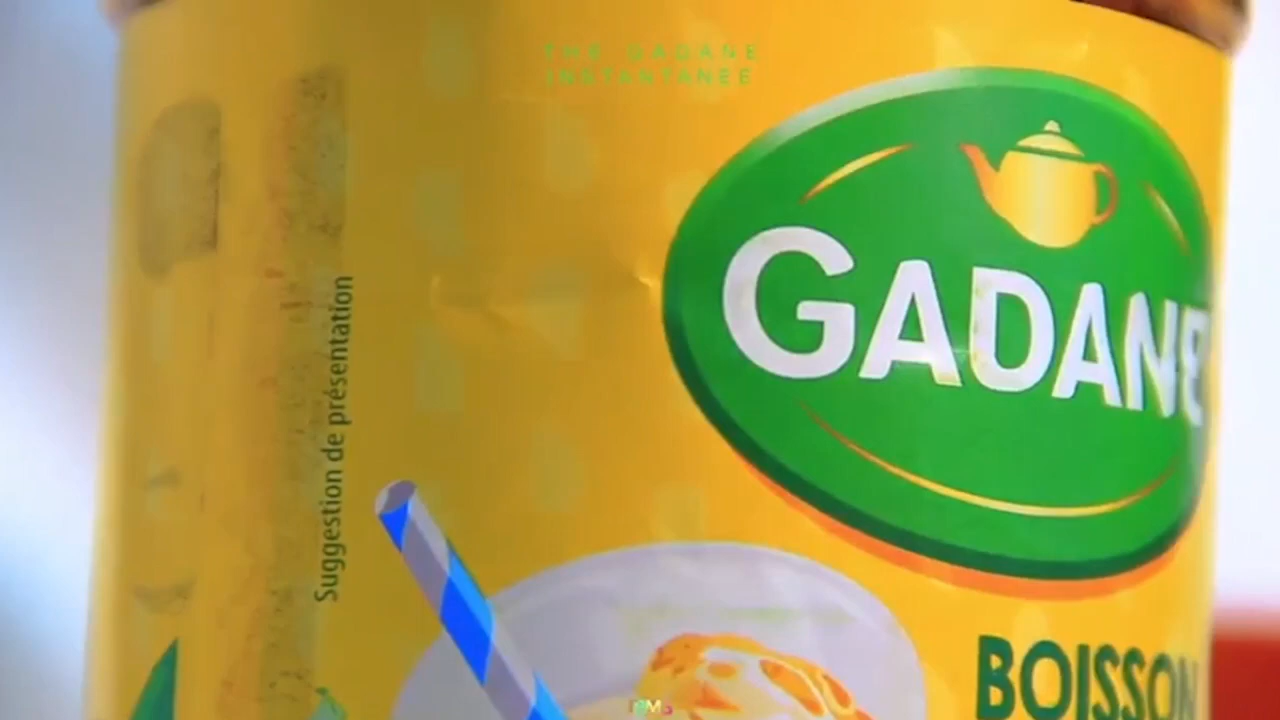 THE GADANE
INSTANTANEE
GADANE
Suggestion de présentation
BOISSON